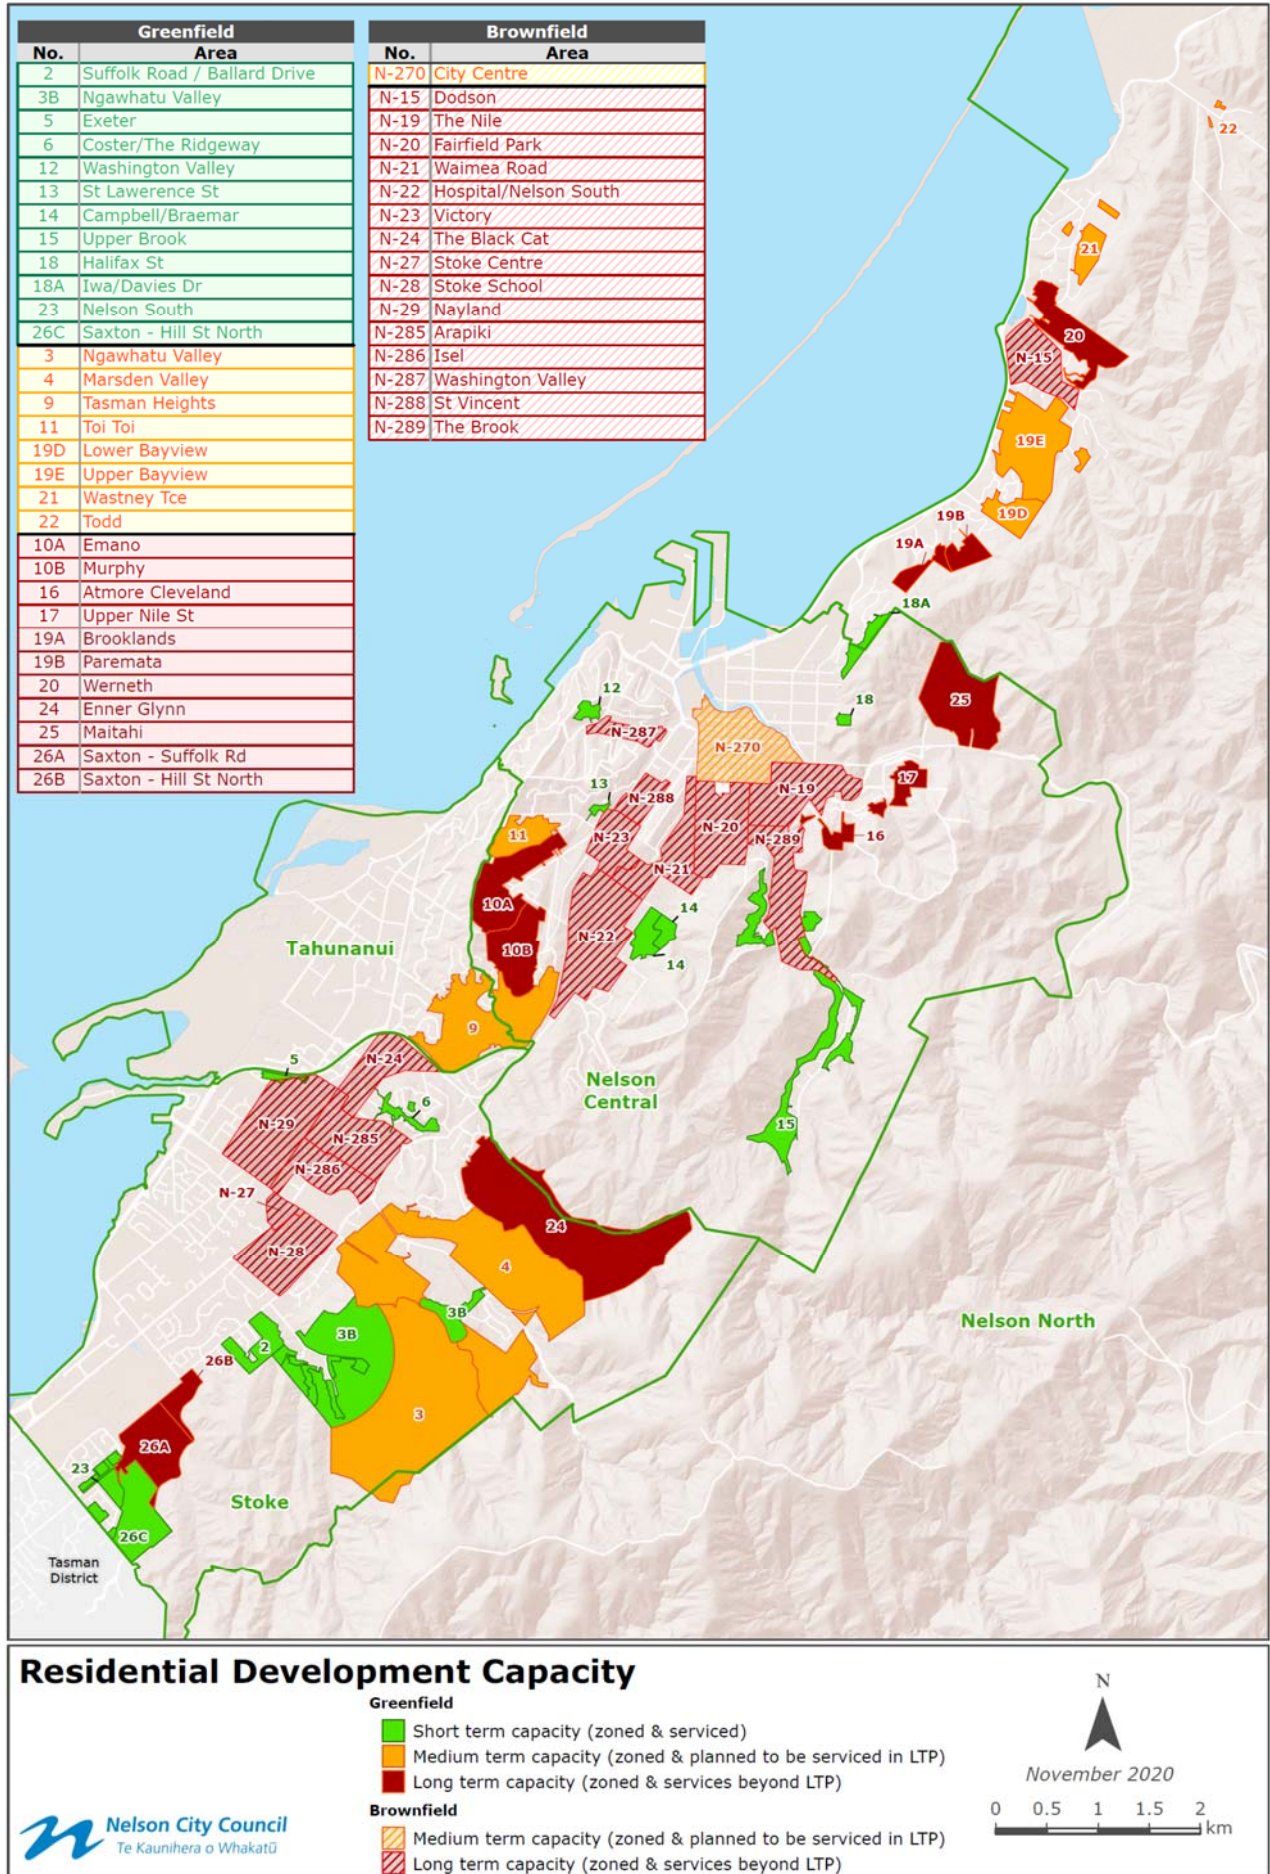 Greenfield
No. Area
2 Suffolk Road / Ballard Drive
3B Ngawhatu Valley
5 Exeter
6 Coster/The Ridgeway
12 Washington Valley
13 St Lawerence St
14 Campbell/Braemar
15 Upper Brook
18 Halifax St
18A Iwa/Davies Dr
23 Nelson South
26C Saxton - Hill St North
3 Ngawhatu Valley
4 Marsden Valley
9 Tasman Heights
11 Toi Toi
19D Lower Bayview
19E Upper Bayview
21 Wastney Tce
22 Todd
10A Emano
10B Murphy
16 Atmore Cleveland
17 Upper Nile St
19A Brooklands
19B Paremata
20 Werneth
24 Enner Glynn
25 Maitahi
26A Saxton - Suffolk Rd
26B Saxton - Hill St North
Brownfield
No. Area
N-270 City Centre
N-15 Dodson
N-19 The Nile
N-20 Fairfield Park
N-21 Waimea Road
N-22 Hospital/Nelson South
N-23 Victory
N-24 The Black Cat
N-27 Stoke Centre
N-28 Stoke School
N-29 Nayland
N-285 Arapiki
N-286 Isel
N-287 Washington Valley
N-288 St Vincent
N-289 The Brook
22
21
20
N-15
19E
19D
19B
19A
18A
12
18
25
N-287
N-270
17
13
N-288
N-19
N-20
11
N-23
N-289
16
N-21
10A
14
N-22
Tahunanui
10B
14
9
5
N-24
Nelson
Central
6
N-29
15
N-285
N-286
N-27
24
N-28
4
3B
Nelson North
3B
2
26B
3
26A
23
Stoke
26C
Tasman
District
Residential Development Capacity
Greenfield
Short term capacity (zoned & serviced)
Medium term capacity (zoned & planned to be serviced in LTP)
Long term capacity (zoned & services beyond LTP)
Brownfield
Medium term capacity (zoned & planned to be serviced in LTP)
Long term capacity (zoned & services beyond LTP)
Nelson City Council
Te Kaunihera o Whakatū
N
November 2020
0 0.5 1 1.5 2
km